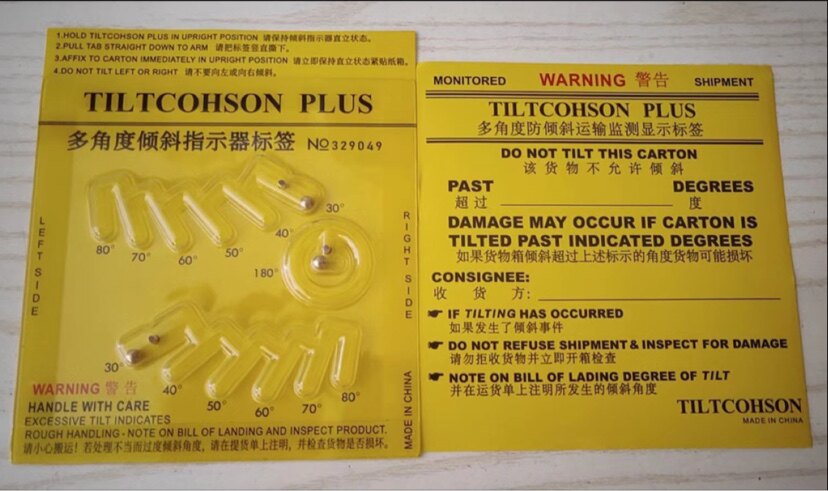 1.HOLD TILTCOHSON PLUS IN UPRIGHT POSITION 请保持倾斜指示器直立状态。
2.PULL TAB STRAIGHT DOWN TO ARM 请把标签竖直撕下。
3.AFFIX TO CARTON IMMEDIATELY IN UPRIGHT POSITION 请立即保持直立状态紧贴纸箱。
4.DO NOT TILT LEFT OR RIGHT 请不要向左或向右倾斜。
TILTCOHSON PLUS
多角度倾斜指示器标签 NO329049
30°
40°
50°
60°
70°
80°
180°
LEFT SIDE
RIGHT SIDE
30°
40°
50°
60°
70°
80°
WARNING 警告
HANDLE WITH CARE
EXCESSIVE TILT INDICATES
ROUGH HANDLING - NOTE ON BILL OF LANDING AND INSPECT PRODUCT.
请小心搬运！若处理不当而过度倾斜角度，请在提货单上注明，并检查货物是否损坏。
MADE IN CHINA
MONITORED WARNING 警告 SHIPMENT
TILTCOHSON PLUS
多角度防倾斜运输监测显示标签
DO NOT TILT THIS CARTON
该货物不允许倾斜
PAST DEGREES
超过 度
DAMAGE MAY OCCUR IF CARTON IS
TILTED PAST INDICATED DEGREES
如果货物箱倾斜超过上述标示的角度货物可能损坏
CONSIGNEE:
收货方:
IF TILTING HAS OCCURRED
如果发生了倾斜事件
DO NOT REFUSE SHIPMENT & INSPECT FOR DAMAGE
请勿拒收货物并立即开箱检查
NOTE ON BILL OF LADING DEGREE OF TILT
并在运货单上注明所发生的倾斜角度
TILTCOHSON
MADE IN CHINA